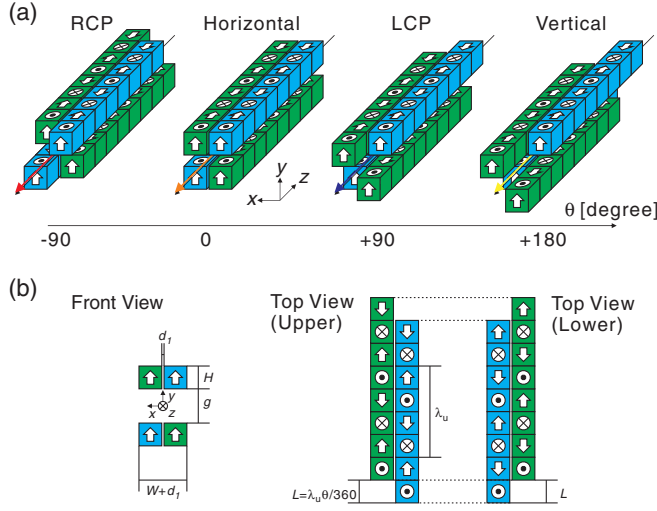 (a)
RCP Horizontal LCP Vertical
y
x z
θ [degree]
-90 0 +90 +180
(b)
Front View
Top View (Upper)
Top View (Lower)
d1
H
g
y
x z
W+d1
λu
L=λuθ/360
L